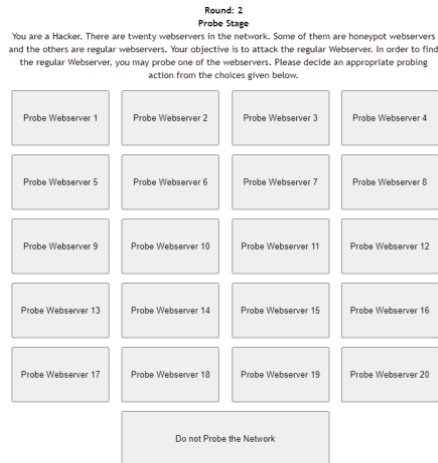 Round: 2
Probe Stage
You are a Hacker. There are twenty webservers in the network. Some of them are honeypot webservers
and the others are regular webservers. Your objective is to attack the regular Webserver. In order to find
the regular Webserver, you may probe one of the webservers. Please decide an appropriate probing
action from the choices given below.
Probe Webserver 1 Probe Webserver 2 Probe Webserver 3 Probe Webserver 4
Probe Webserver 5 Probe Webserver 6 Probe Webserver 7 Probe Webserver 8
Probe Webserver 9 Probe Webserver 10 Probe Webserver 11 Probe Webserver 12
Probe Webserver 13 Probe Webserver 14 Probe Webserver 15 Probe Webserver 16
Probe Webserver 17 Probe Webserver 18 Probe Webserver 19 Probe Webserver 20
Do not Probe the Network